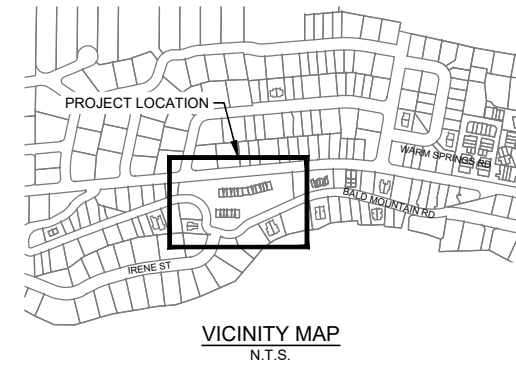 PROJECT LOCATION
WARM SPRINGS RD
BALD MOUNTAIN RD
IRENE ST
VICINITY MAP
N.T.S.